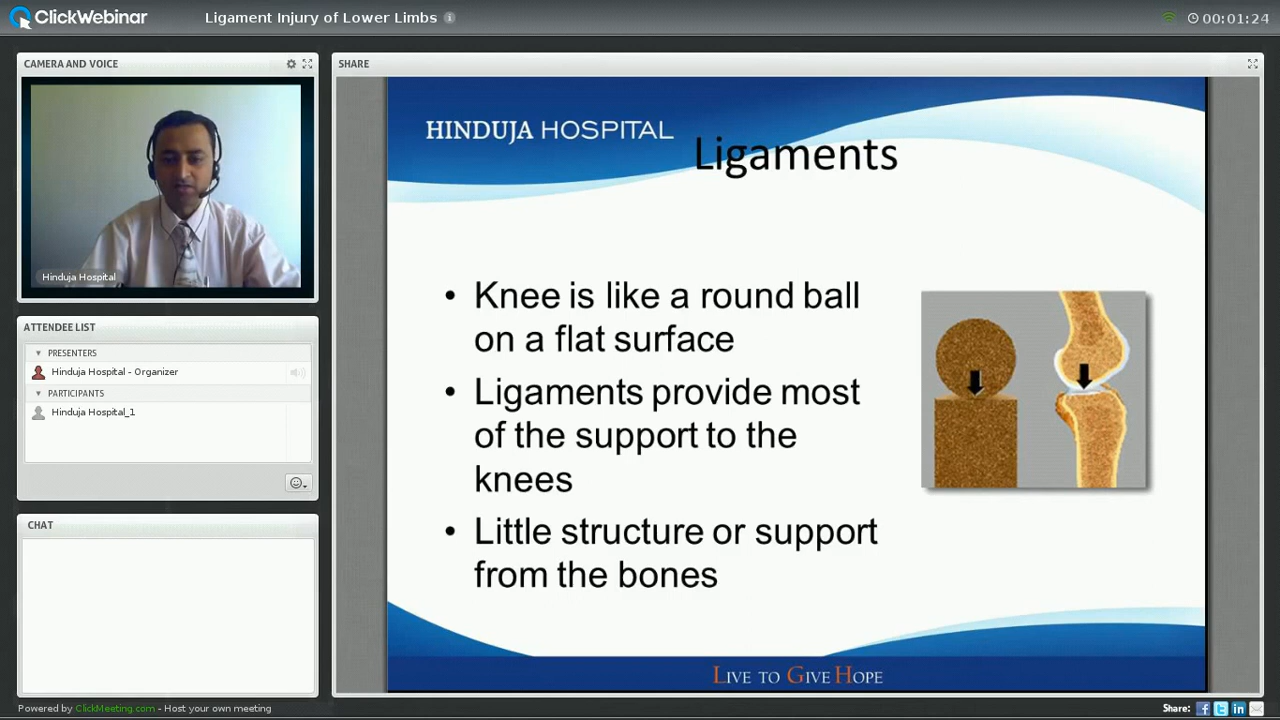 ClickWebinar
Ligament Injury of Lower Limbs
00:01:24
CAMERA AND VOICE
Hinduja Hospital
ATTENDEE LIST
PRESENTERS
Hinduja Hospital - Organizer
PARTICIPANTS
Hinduja Hospital_1
CHAT
SHARE
HINDUJA HOSPITAL
Ligaments
• Knee is like a round ball
on a flat surface
• Ligaments provide most
of the support to the
knees
• Little structure or support
from the bones
LIVE TO GIVE HOPE
Powered by ClickMeeting.com - Host your own meeting
Share: